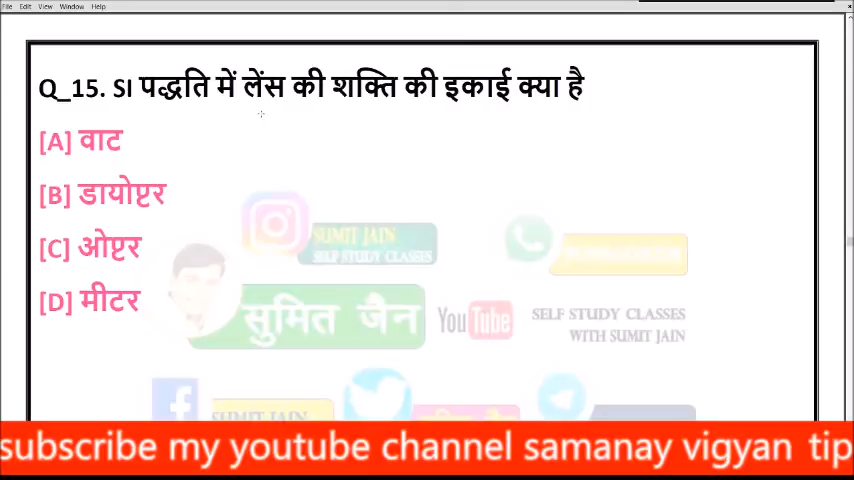 File Edit View Window Help
Q_15. SI पद्धति में लेंस की शक्ति की इकाई क्या है
[A] वाट
[B] डायोप्टर
[C] ओप्टर
[D] मीटर
SUMIT JAIN
SELF STUDY CLASSES
सुमित जैन
YouTube
SELF STUDY CLASSES
WITH SUMIT JAIN
SUMIT JAIN
subscribe my youtube channel samanay vigyan tip